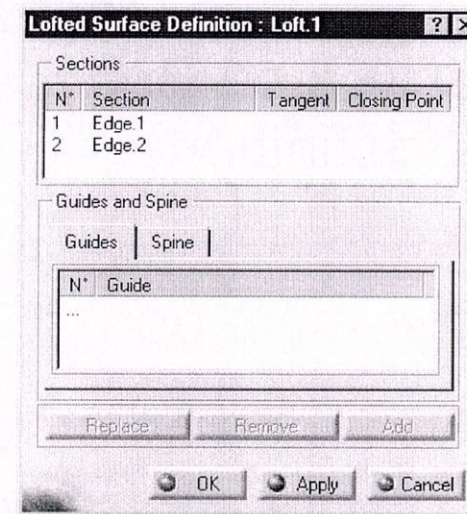 Lofted Surface Definition : Loft.1 ? ×
Sections
N° Section Tangent Closing Point
1 Edge.1
2 Edge.2
Guides and Spine
Guides Spine
N° Guide
...
Replace Remove Add
OK Apply Cancel